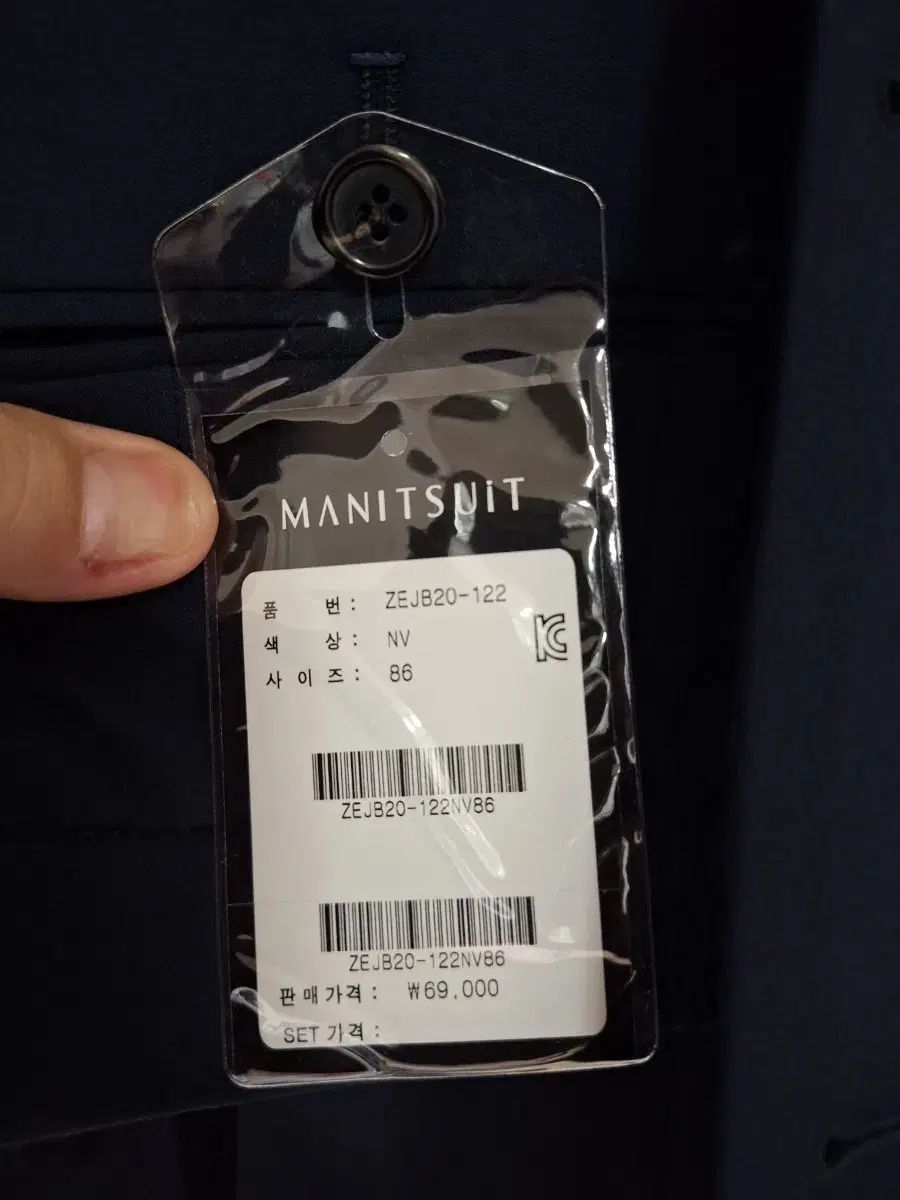 MANITSUiT
품 번 : ZEJB20-122
색 상 : NV
사 이 즈 : 86
ZEJB20-122NV86
ZEJB20-122NV86
판 매 가 격 : ₩69,000
SET 가격 :